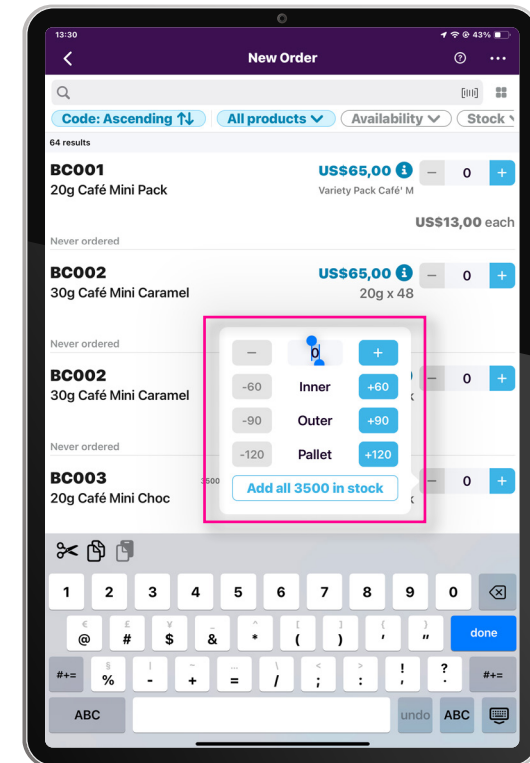 13:30 43%
New Order
Code: Ascending All products Availability Stock
64 results
BC001 US$65,00 - 0 +
20g Café Mini Pack Variety Pack Café' M
US$13,00 each
Never ordered
BC002 US$65,00 - 0 +
30g Café Mini Caramel 20g x 48
Never ordered
- 0 +
BC002 - 0 +
30g Café Mini Caramel
-60 Inner +60
-90 Outer +90
Never ordered
-120 Pallet +120
BC003 3500 - 0 +
20g Café Mini Choc
Add all 3500 in stock
1 2 3 4 5 6 7 8 9 0
€ £ ¥ _ ^ [ ] { }
@ # $ & * ( ) ' " done
§ | ~ … \ < > ! ?
#+= % - + = / ; : , . #+=
ABC undo ABC